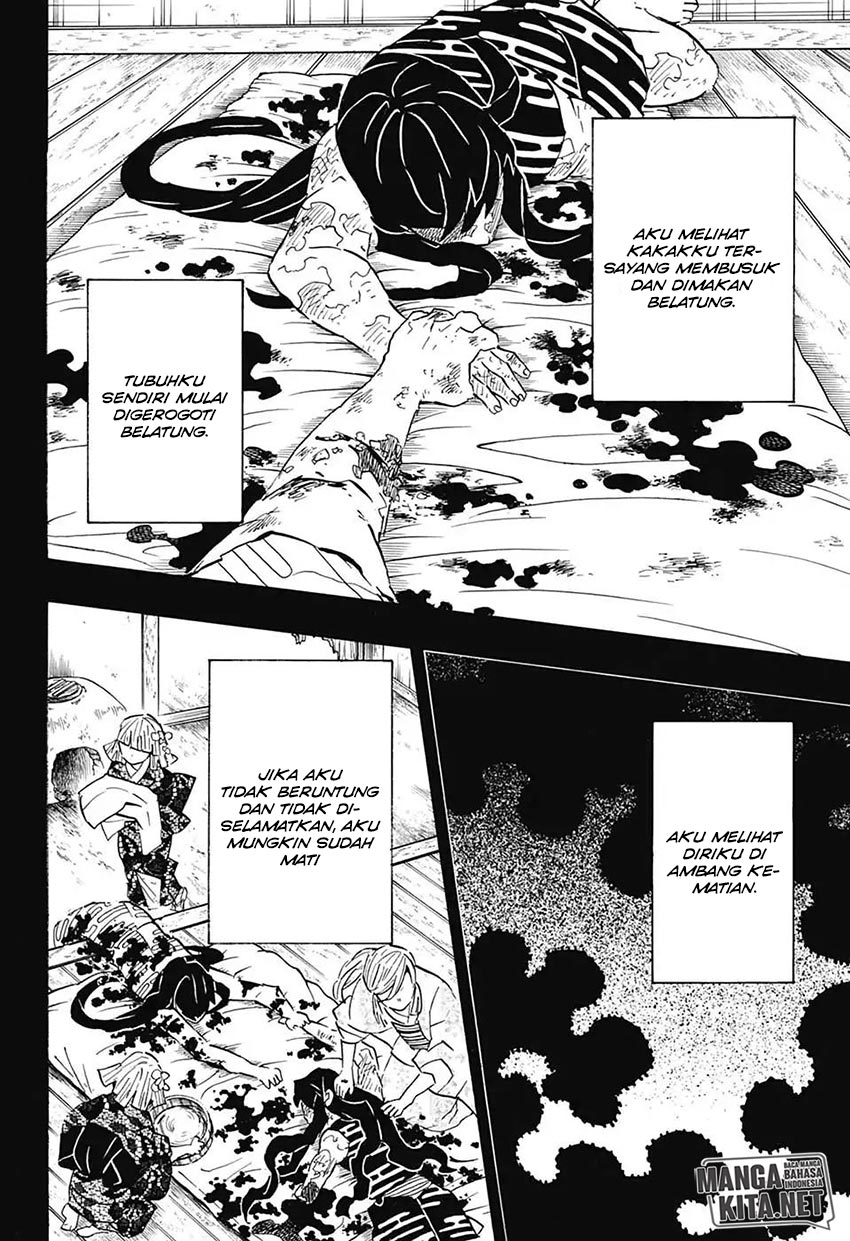 AKU MELIHAT
KAKAKKU TER-
SAYANG MEMBUSUK
DAN DIMAKAN
BELATUNG.
TUBUHKU
SENDIRI MULAI
DIGEROGOTI
BELATUNG.
AKU MELIHAT
DIRIKU DI
AMBANG KE-
MATIAN.
JIKA AKU
TIDAK BERUNTUNG
DAN TIDAK DI-
SELAMATKAN, AKU
MUNGKIN SUDAH
MATI
MANGA
BACA MANGA
BAHASA
INDONESIA
KITA.NET